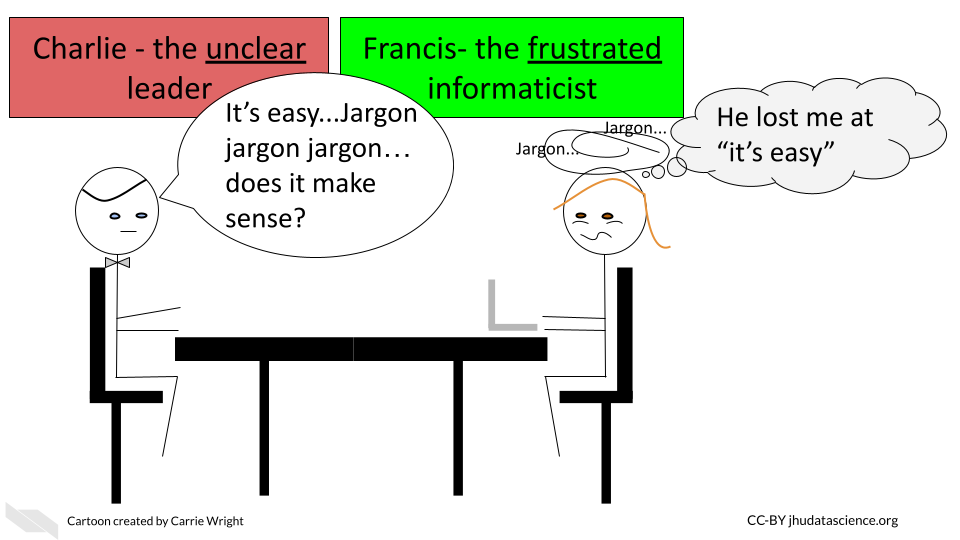 Charlie - the unclear
leader
Francis- the frustrated
informaticist
It’s easy...Jargon
jargon jargon…
does it make
sense?
Jargon...
Jargon...
He lost me at
“it’s easy”
Cartoon created by Carrie Wright
CC-BY jhudatascience.org